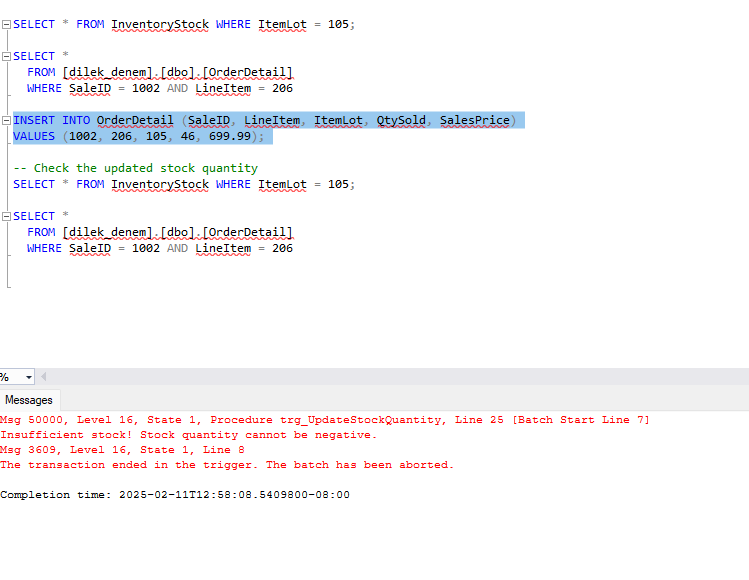 SELECT * FROM InventoryStock WHERE ItemLot = 105;
SELECT *
FROM [dilek_denem].[dbo].[OrderDetail]
WHERE SaleID = 1002 AND LineItem = 206
INSERT INTO OrderDetail (SaleID, LineItem, ItemLot, QtySold, SalesPrice)
VALUES (1002, 206, 105, 46, 699.99);
-- Check the updated stock quantity
SELECT * FROM InventoryStock WHERE ItemLot = 105;
SELECT *
FROM [dilek_denem].[dbo].[OrderDetail]
WHERE SaleID = 1002 AND LineItem = 206
%
Messages
Msg 50000, Level 16, State 1, Procedure trg_UpdateStockQuantity, Line 25 [Batch Start Line 7]
Insufficient stock! Stock quantity cannot be negative.
Msg 3609, Level 16, State 1, Line 8
The transaction ended in the trigger. The batch has been aborted.
Completion time: 2025-02-11T12:58:08.5409800-08:00